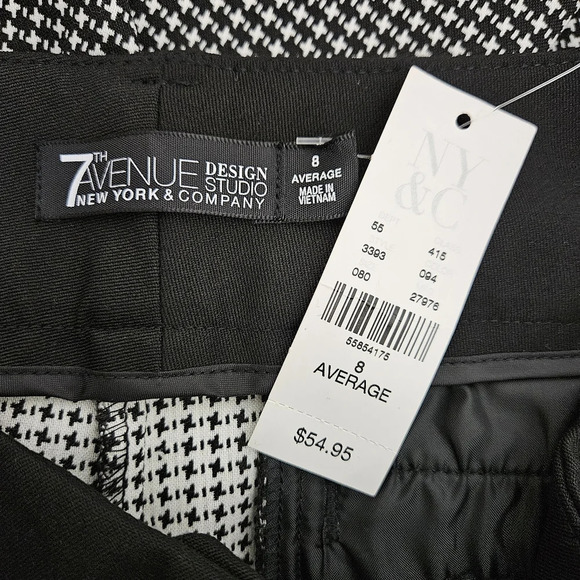 7TH AVENUE DESIGN STUDIO
NEW YORK & COMPANY
8
AVERAGE
MADE IN
VIETNAM
NY
&C
55 415
3393 094
080 27976
55854175
8
AVERAGE
$54.95